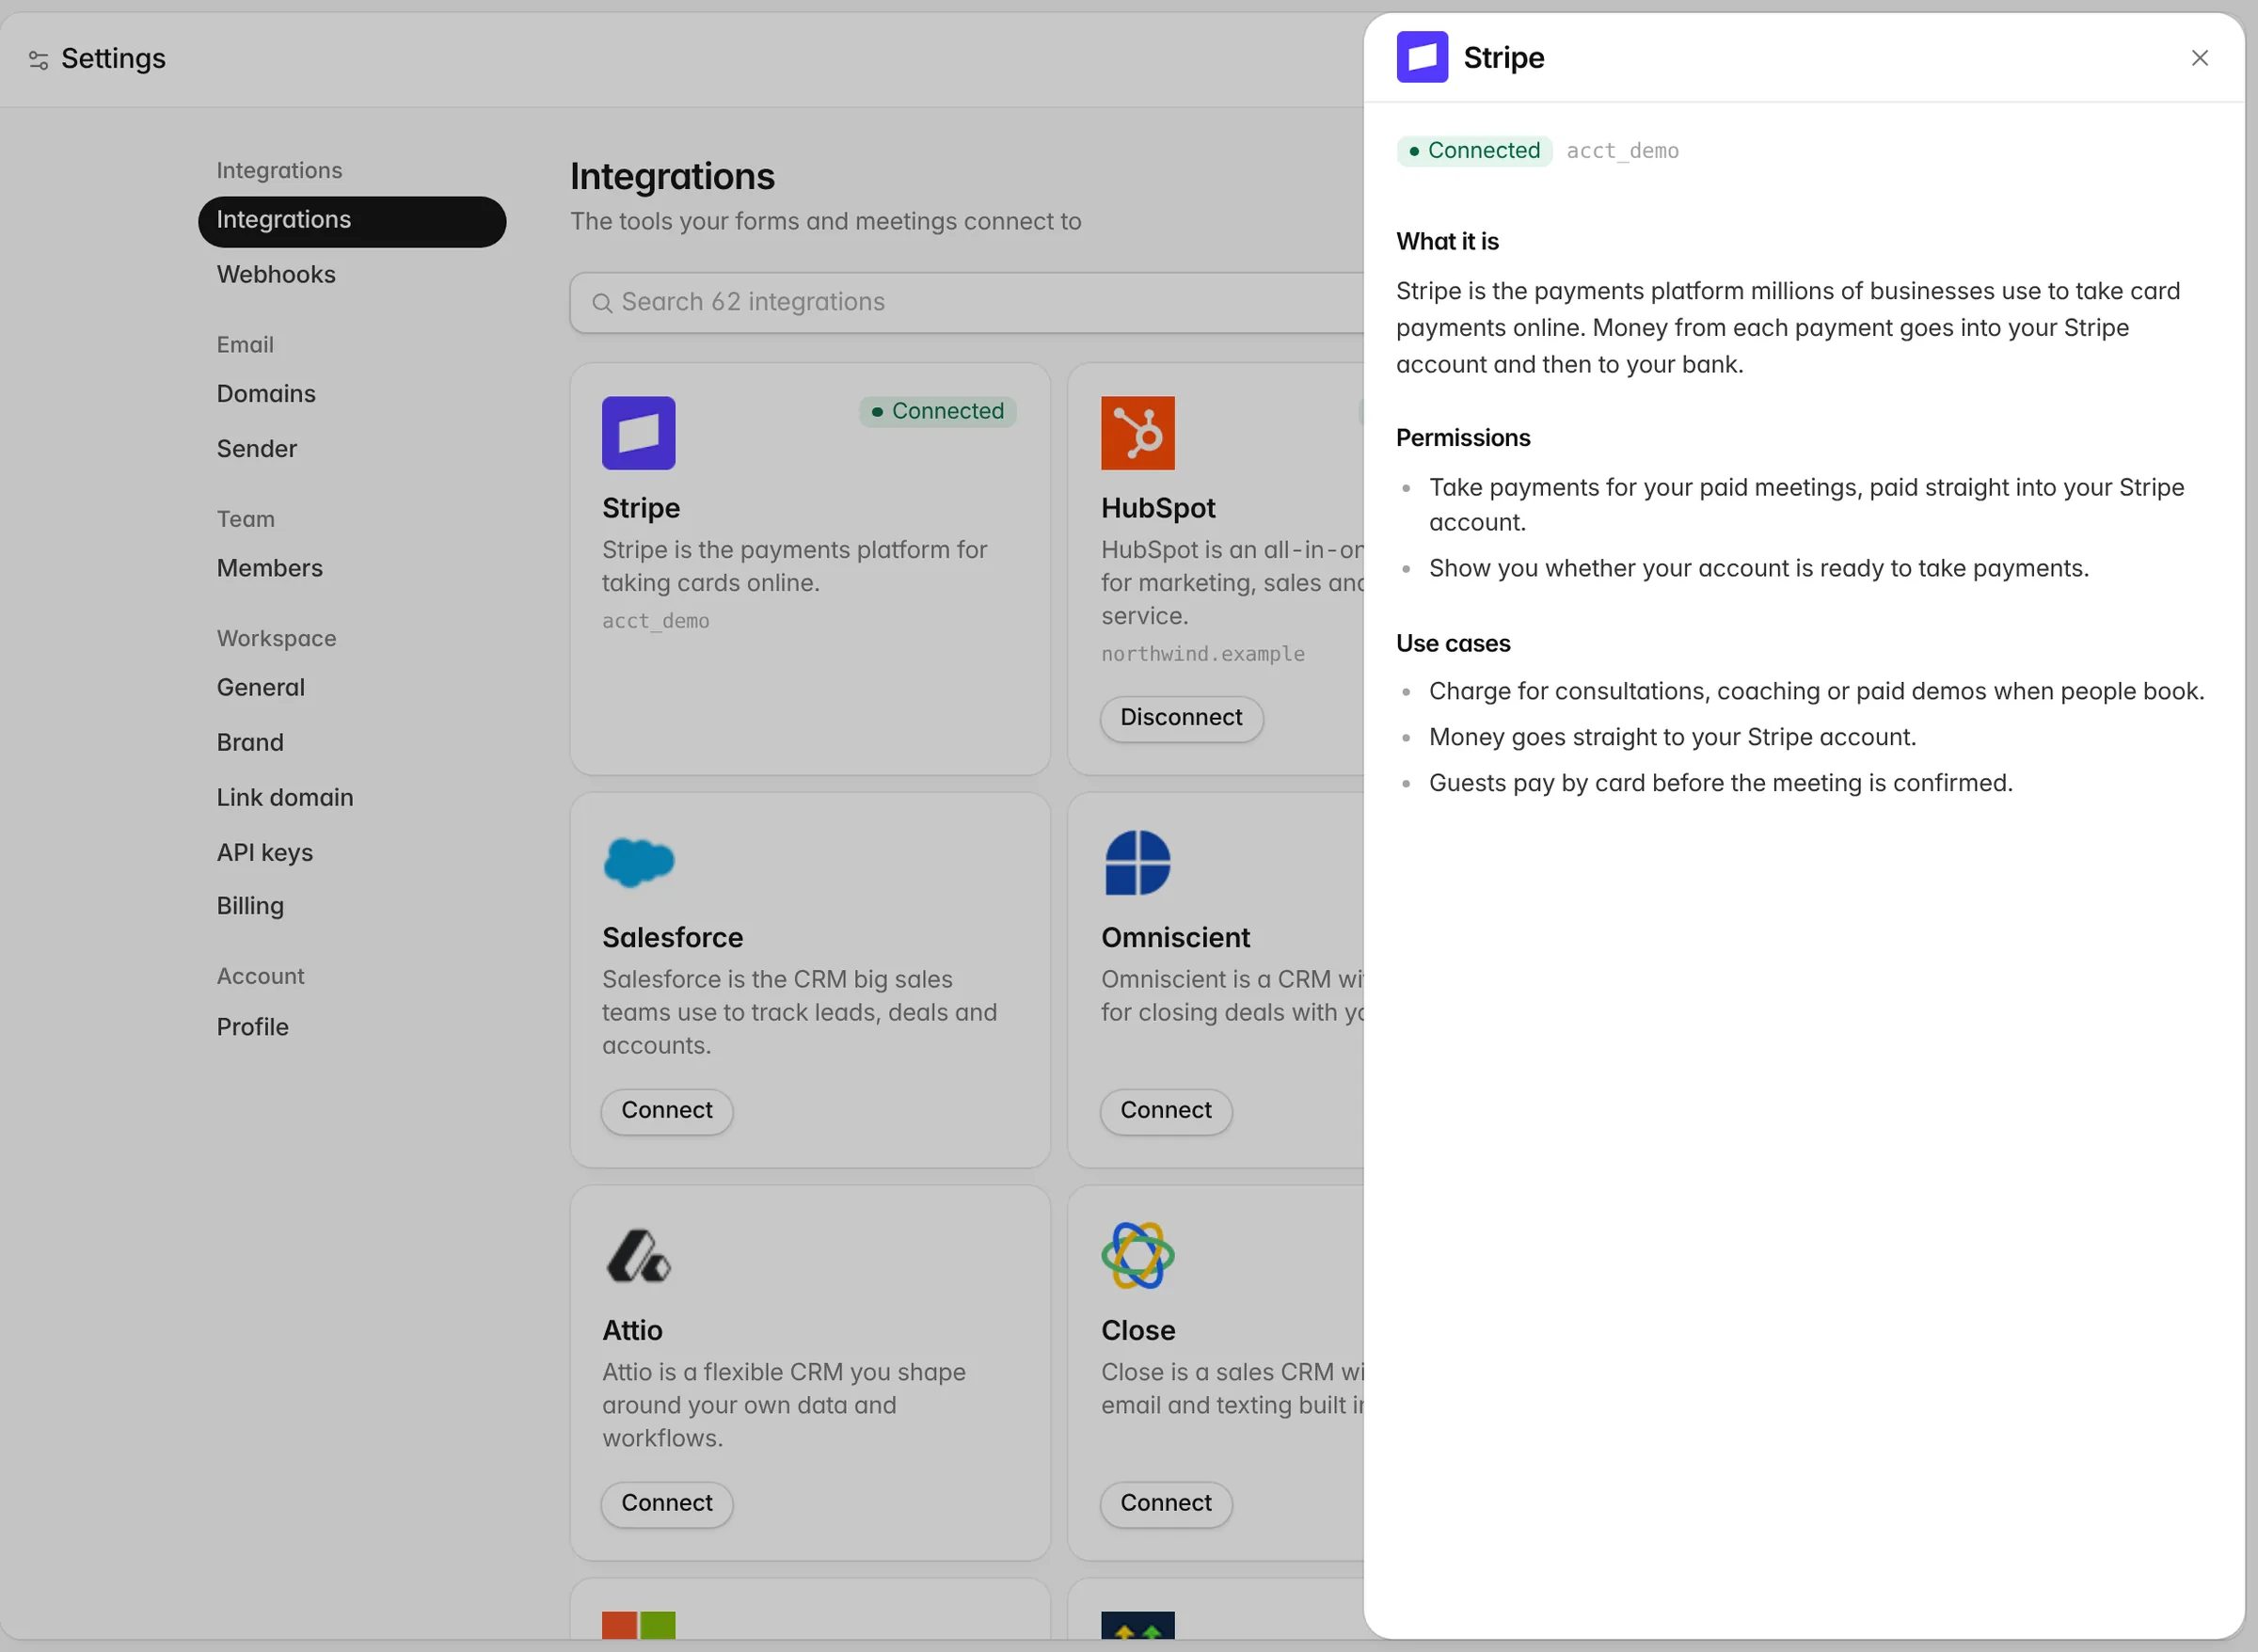 Settings
Integrations
Integrations
Webhooks
Email
Domains
Sender
Team
Members
Workspace
General
Brand
Link domain
API keys
Billing
Account
Profile
Integrations
The tools your forms and meetings connect to
Search 62 integrations
Connected
Stripe
Stripe is the payments platform for
taking cards online.
acct_demo
HubSpot
HubSpot is an all-in-on
for marketing, sales and
service.
northwind.example
Disconnect
Salesforce
Salesforce is the CRM big sales
teams use to track leads, deals and
accounts.
Connect
Omniscient
Omniscient is a CRM
for closing deals with
Connect
Attio
Attio is a flexible CRM you shape
around your own data and
workflows.
Connect
Close
Close is a sales CRM
email and texting built
Connect
Stripe
Connected acct_demo
What it is
Stripe is the payments platform millions of businesses use to take card
payments online. Money from each payment goes into your Stripe
account and then to your bank.
Permissions
• Take payments for your paid meetings, paid straight into your Stripe
account.
• Show you whether your account is ready to take payments.
Use cases
• Charge for consultations, coaching or paid demos when people book.
• Money goes straight to your Stripe account.
• Guests pay by card before the meeting is confirmed.